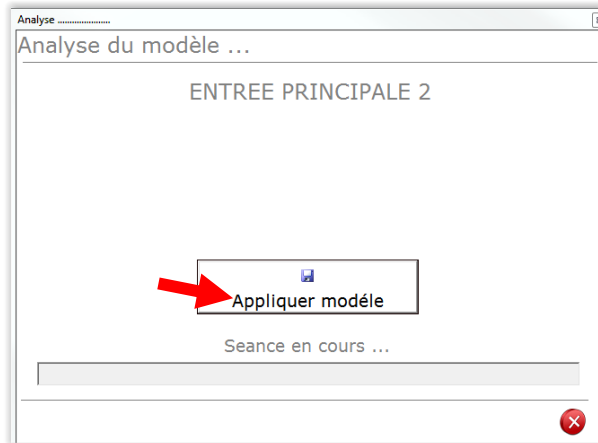 Analyse .....................
Analyse du modèle ...
ENTREE PRINCIPALE 2
Appliquer modéle
Seance en cours ...